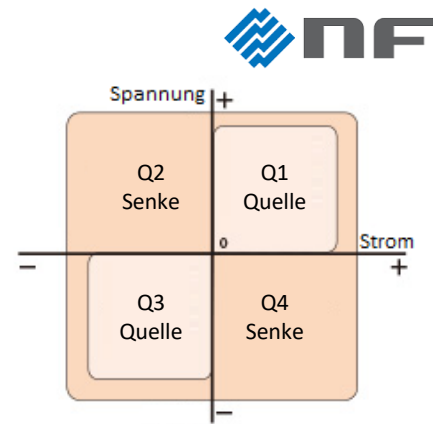 nF
Spannung +
Q2 Q1
Senke Quelle
0 Strom
− +
Q3 Q4
Quelle Senke
−